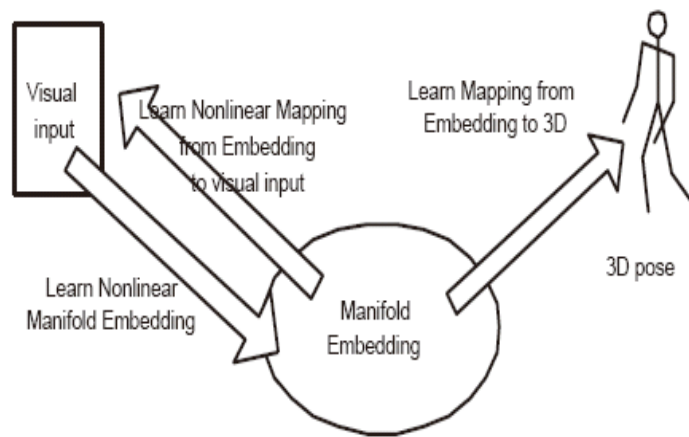 Visual
input
Learn Nonlinear Mapping
from Embedding
to visual input
Learn Mapping from
Embedding to 3D
3D pose
Learn Nonlinear
Manifold Embedding
Manifold
Embedding